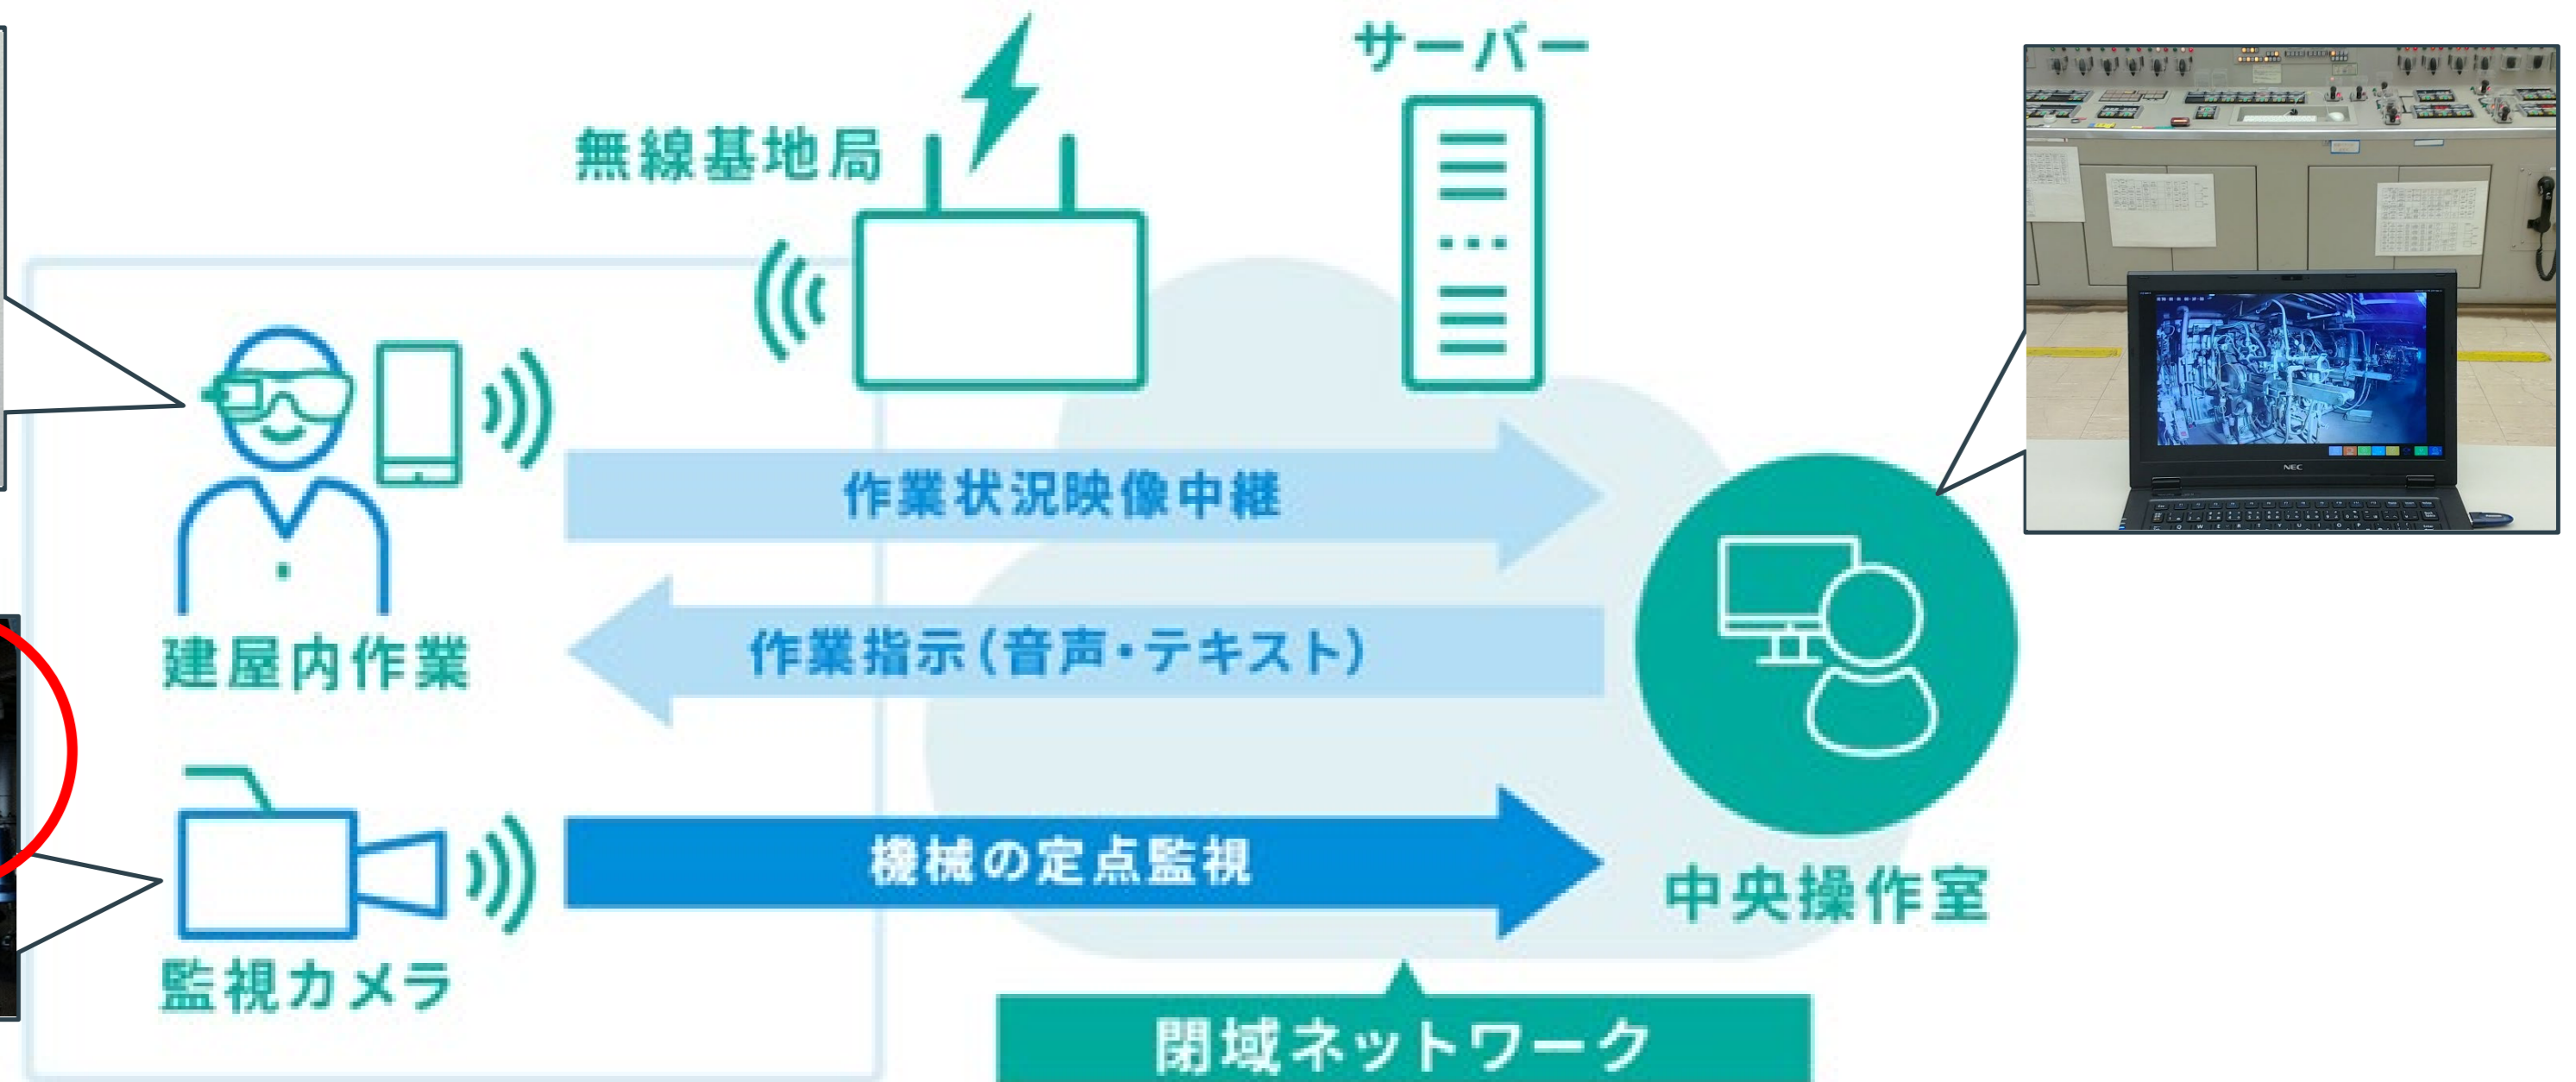 サーバー
無線基地局
作業状況映像中継
作業指示(音声・テキスト)
建屋内作業
機械の定点監視
中央操作室
監視カメラ
閉域ネットワーク
NEC